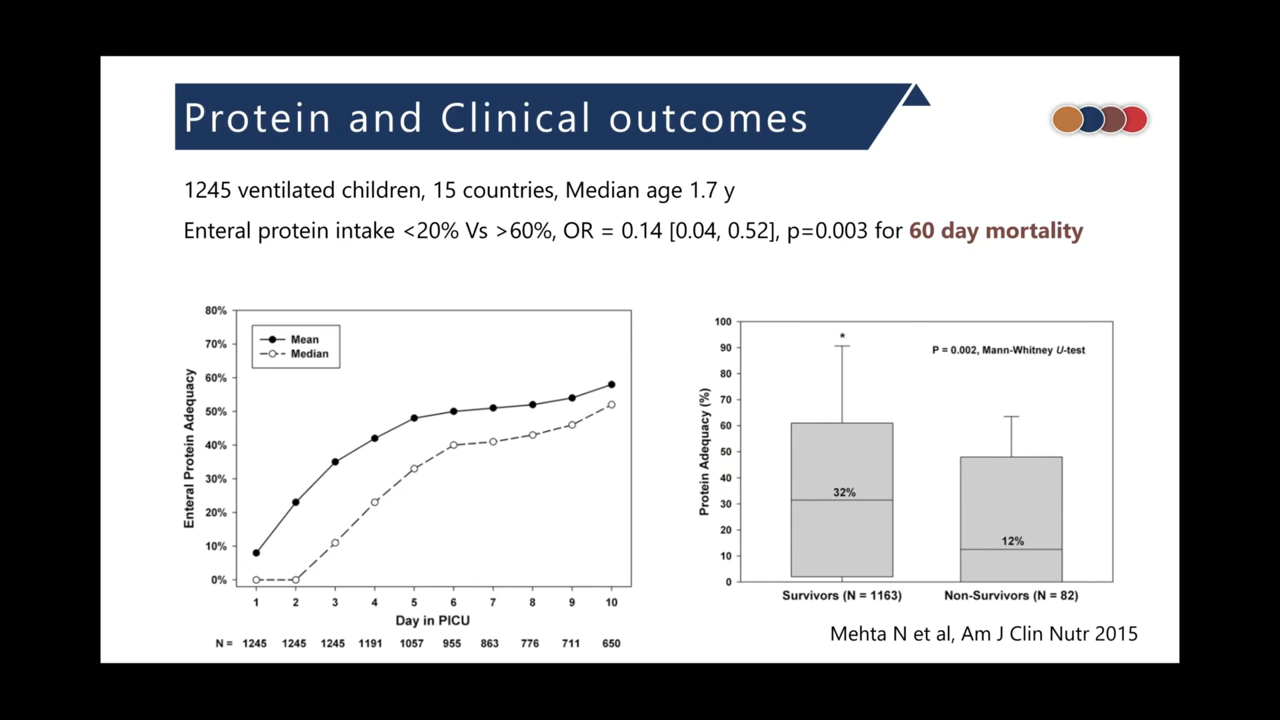 Protein and Clinical outcomes
1245 ventilated children, 15 countries, Median age 1.7 y
Enteral protein intake <20% Vs >60%, OR = 0.14 [0.04, 0.52], p=0.003 for 60 day mortality
Enteral Protein Adequacy
80%
70%
60%
50%
40%
30%
20%
10%
0%
Mean
Median
1 2 3 4 5 6 7 8 9 10
Day in PICU
N = 1245 1245 1245 1191 1057 955 863 776 711 650
Protein Adequacy (%)
100
90
80
70
60
50
40
30
20
10
0
*
P = 0.002, Mann-Whitney U-test
32%
12%
Survivors (N = 1163) Non-Survivors (N = 82)
Mehta N et al, Am J Clin Nutr 2015